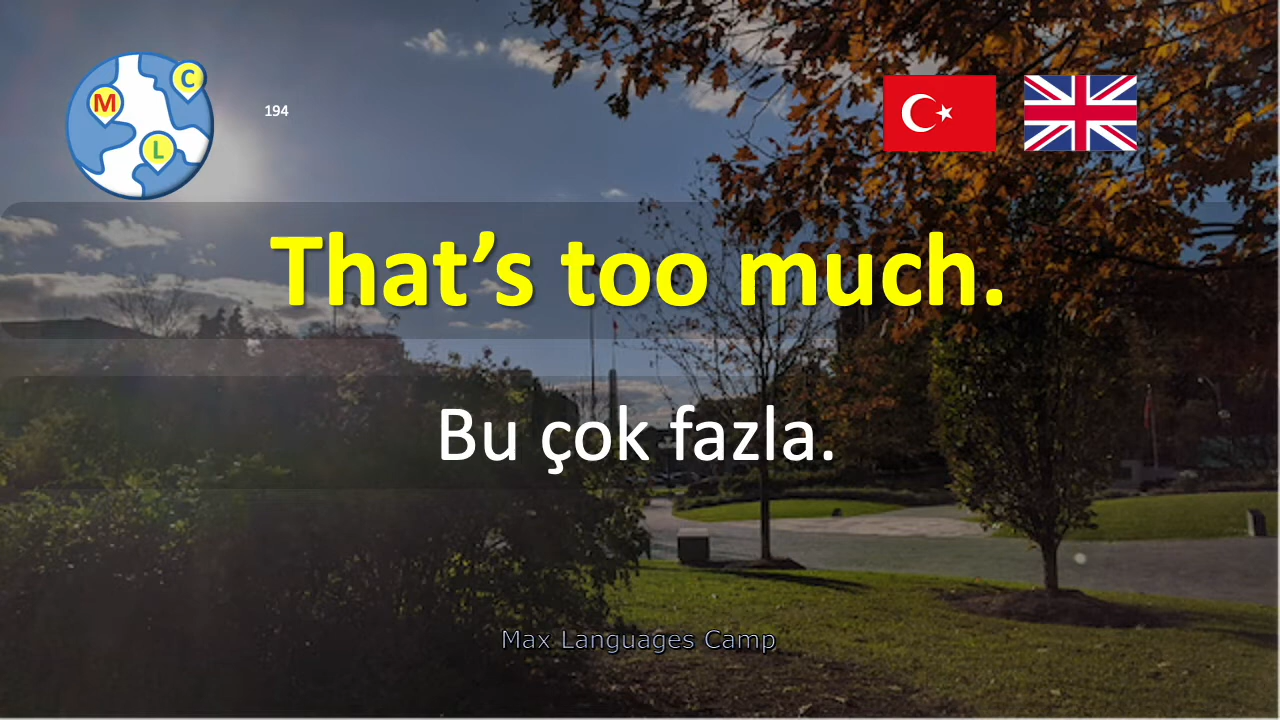 C
M
L
194
That’s too much.
Bu çok fazla.
Max Languages Camp